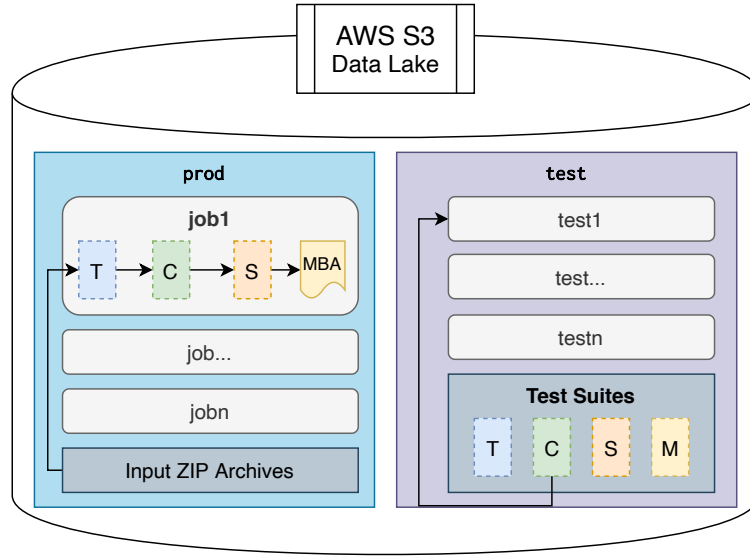 AWS S3
Data Lake
prod
job1
T
C
S
MBA
job...
jobn
Input ZIP Archives
test
test1
test...
testn
Test Suites
T
C
S
M